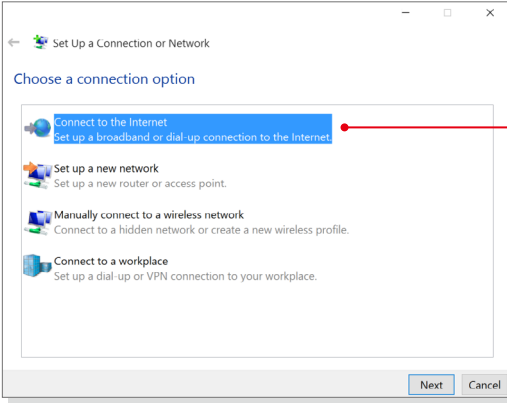 Set Up a Connection or Network
Choose a connection option
Connect to the Internet
Set up a broadband or dial-up connection to the Internet.
Set up a new network
Set up a new router or access point.
Manually connect to a wireless network
Connect to a hidden network or create a new wireless profile.
Connect to a workplace
Set up a dial-up or VPN connection to your workplace.
Next Cancel